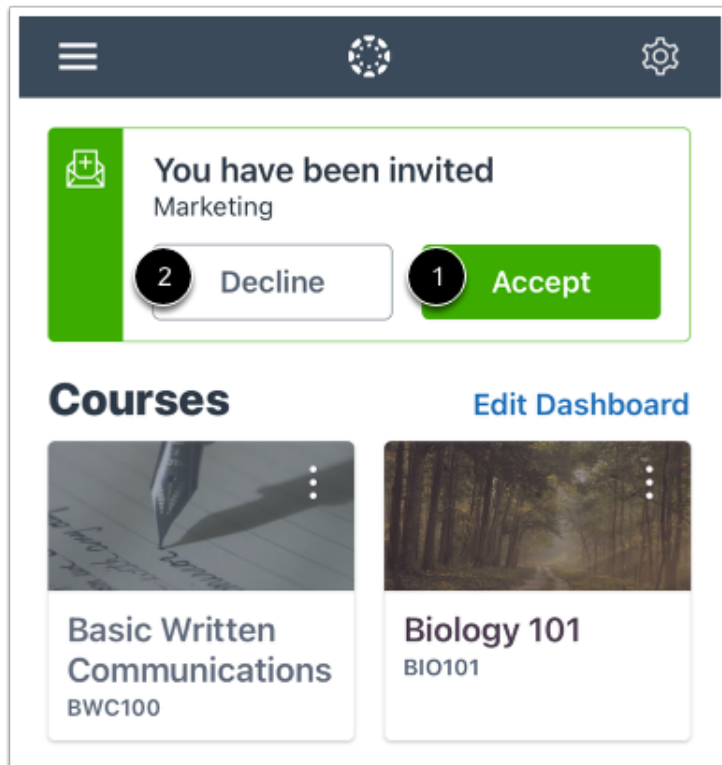 You have been invited
Marketing
2 Decline 1 Accept
Courses Edit Dashboard
Basic Written
Communications
BWC100
Biology 101
BIO101